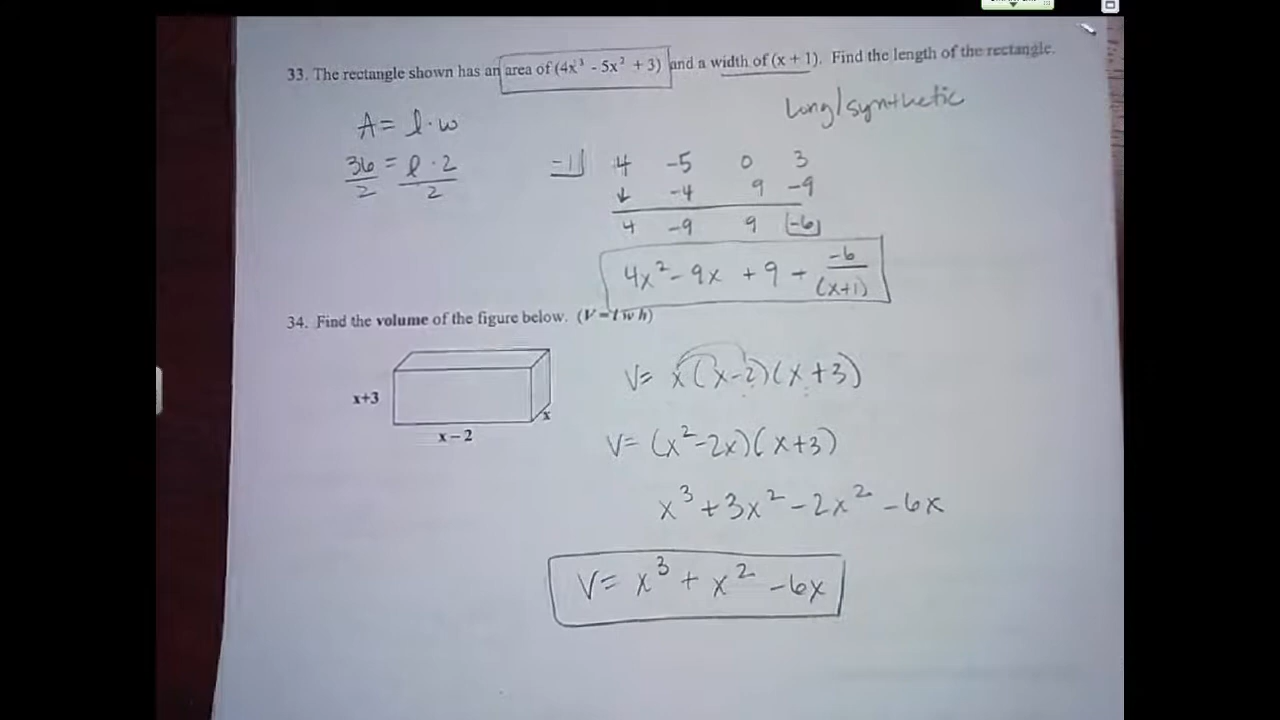 33. The rectangle shown has an area of (4x³ - 5x² + 3) and a width of (x + 1). Find the length of the rectangle.
long/synthetic
A = l · w
36 = l · 2
2 2
-1 4 -5 0 3
↓ -4 9 -9
4 -9 9 -6
4x² - 9x + 9 + -6/(x+1)
34. Find the volume of the figure below. (V = l w h)
x+3
x – 2
x
V= x(x-2)(x+3)
V= (x²-2x)(x+3)
x³ + 3x² - 2x² - 6x
V= x³ + x² - 6x